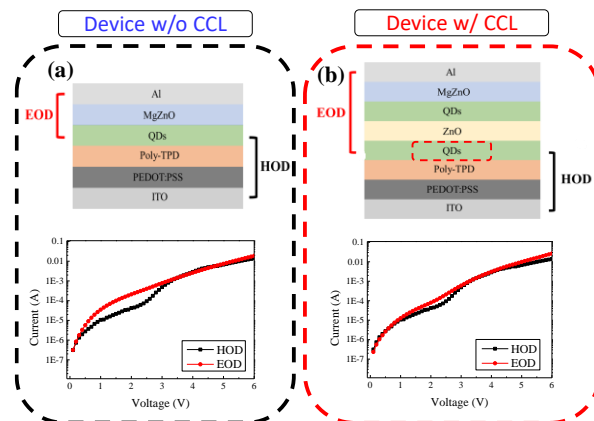 Device w/o CCL
Device w/ CCL
(a)
Al
MgZnO
QDs
Poly-TPD
PEDOT:PSS
ITO
EOD
HOD
(b)
Al
MgZnO
QDs
ZnO
QDs
Poly-TPD
PEDOT:PSS
ITO
EOD
HOD
0.1
0.01
1E-3
1E-4
1E-5
1E-6
1E-7
Current (A)
HOD
EOD
0 1 2 3 4 5 6
Voltage (V)
0.1
0.01
1E-3
1E-4
1E-5
1E-6
1E-7
Current (A)
HOD
EOD
0 1 2 3 4 5 6
Voltage (V)